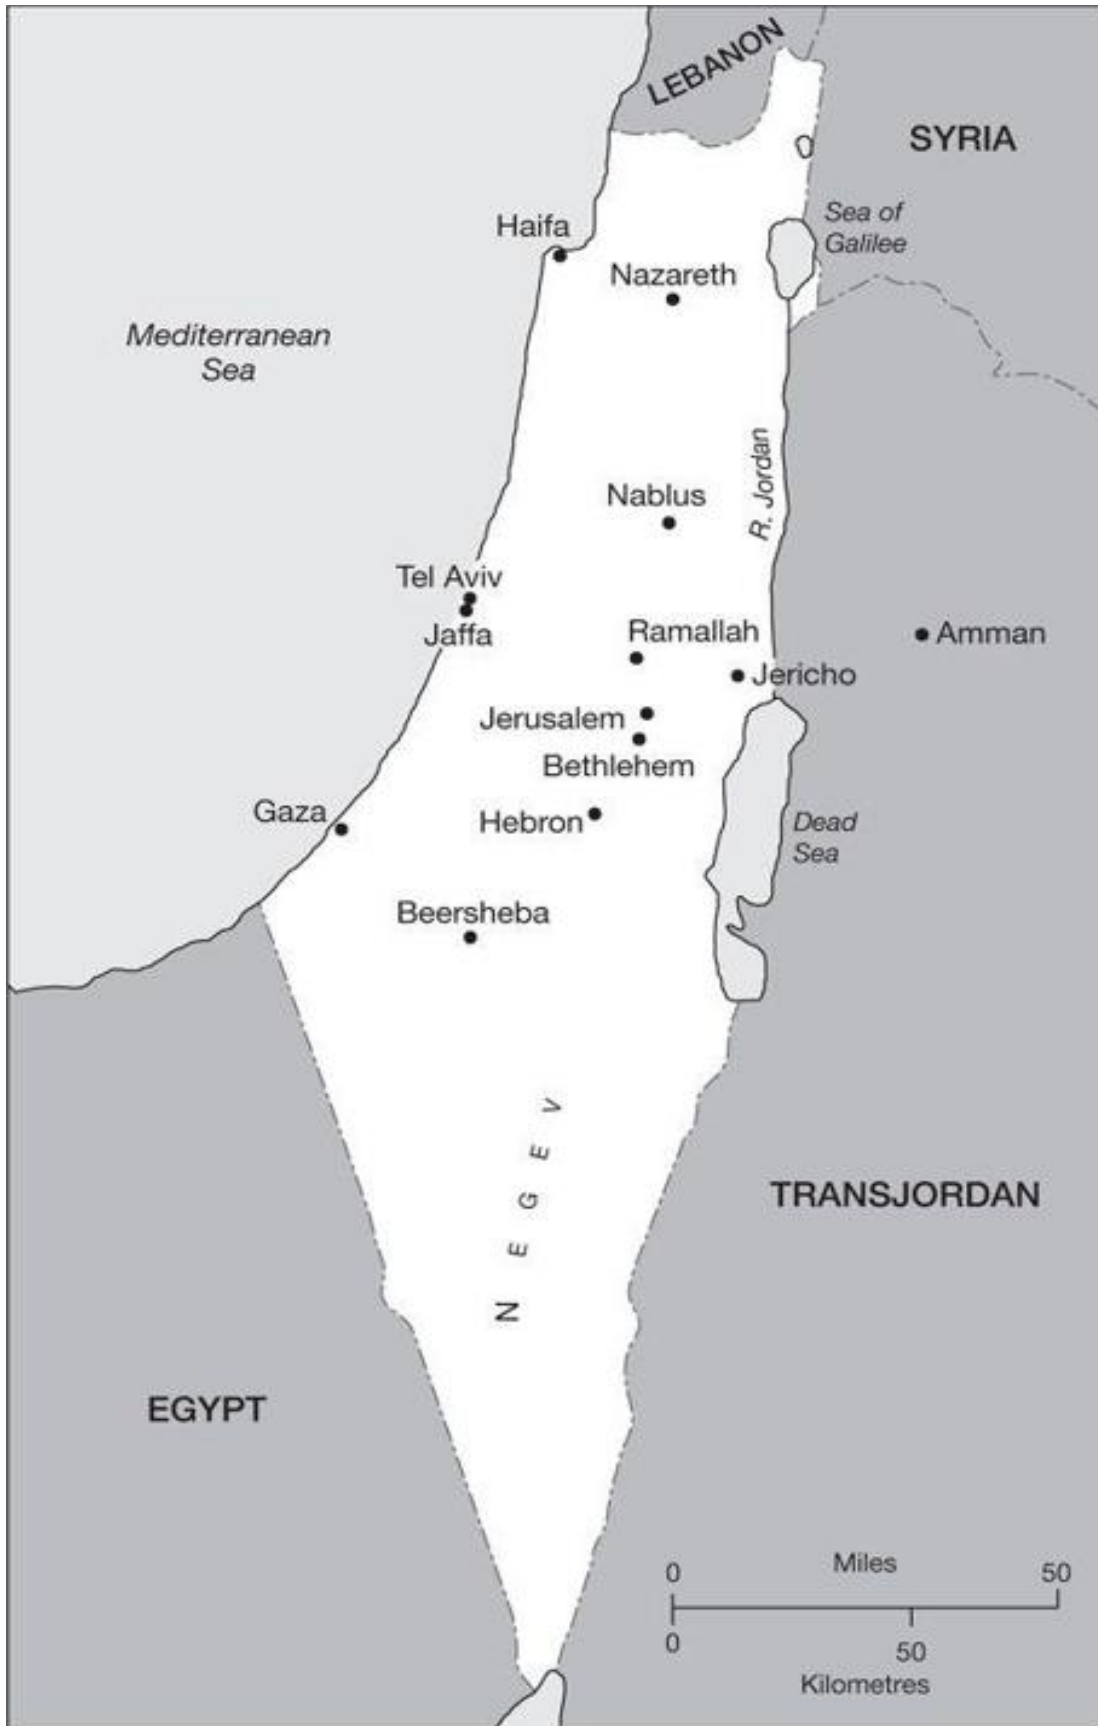 LEBANON
SYRIA
Sea of
Galilee
Haifa
Nazareth
Mediterranean
Sea
R. Jordan
Nablus
Tel Aviv
Jaffa
Ramallah
Amman
Jericho
Jerusalem
Bethlehem
Gaza
Hebron
Dead
Sea
Beersheba
NEGEV
TRANSJORDAN
EGYPT
0 Miles 50
0 50
Kilometres